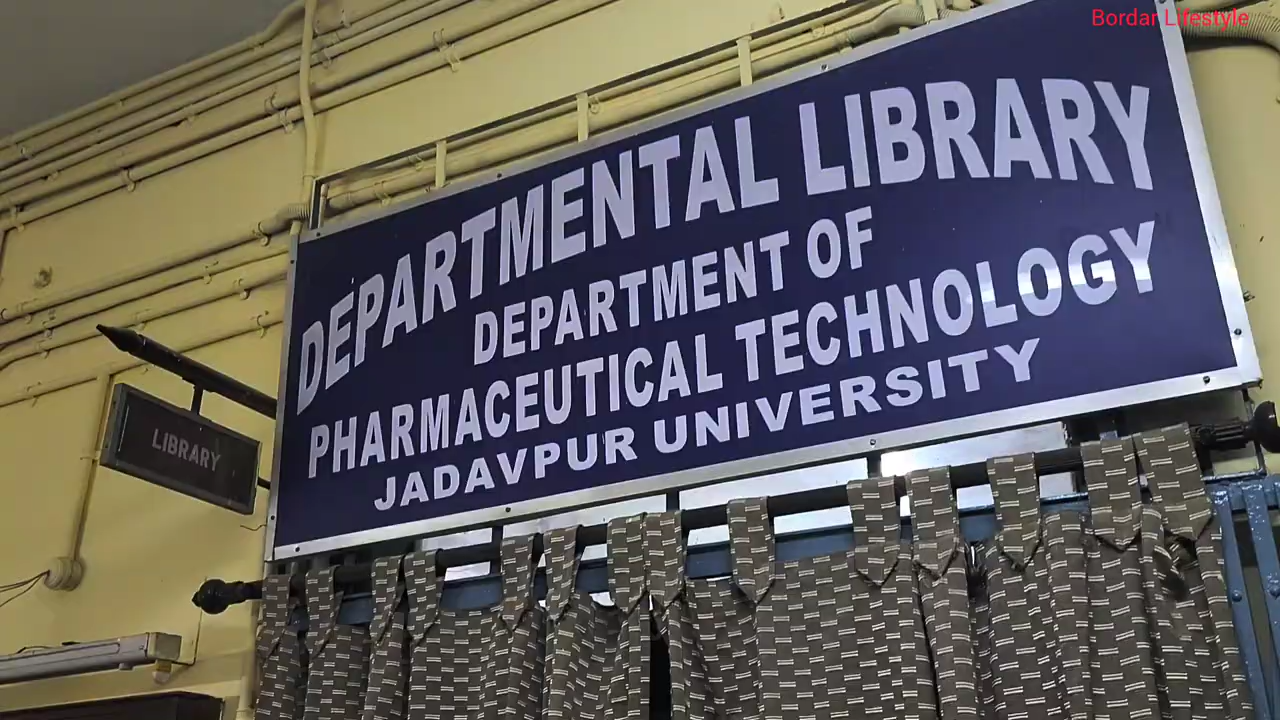 Bordar Lifestyle
DEPARTMENTAL LIBRARY
DEPARTMENT OF
PHARMACEUTICAL TECHNOLOGY
JADAVPUR UNIVERSITY
LIBRARY